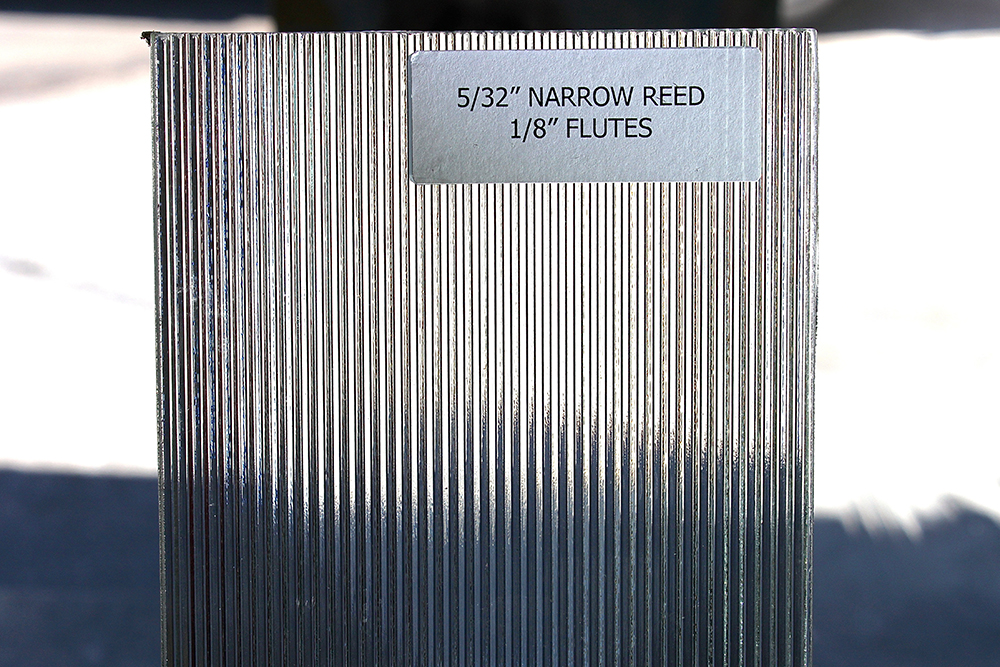 5/32” NARROW REED
1/8” FLUTES